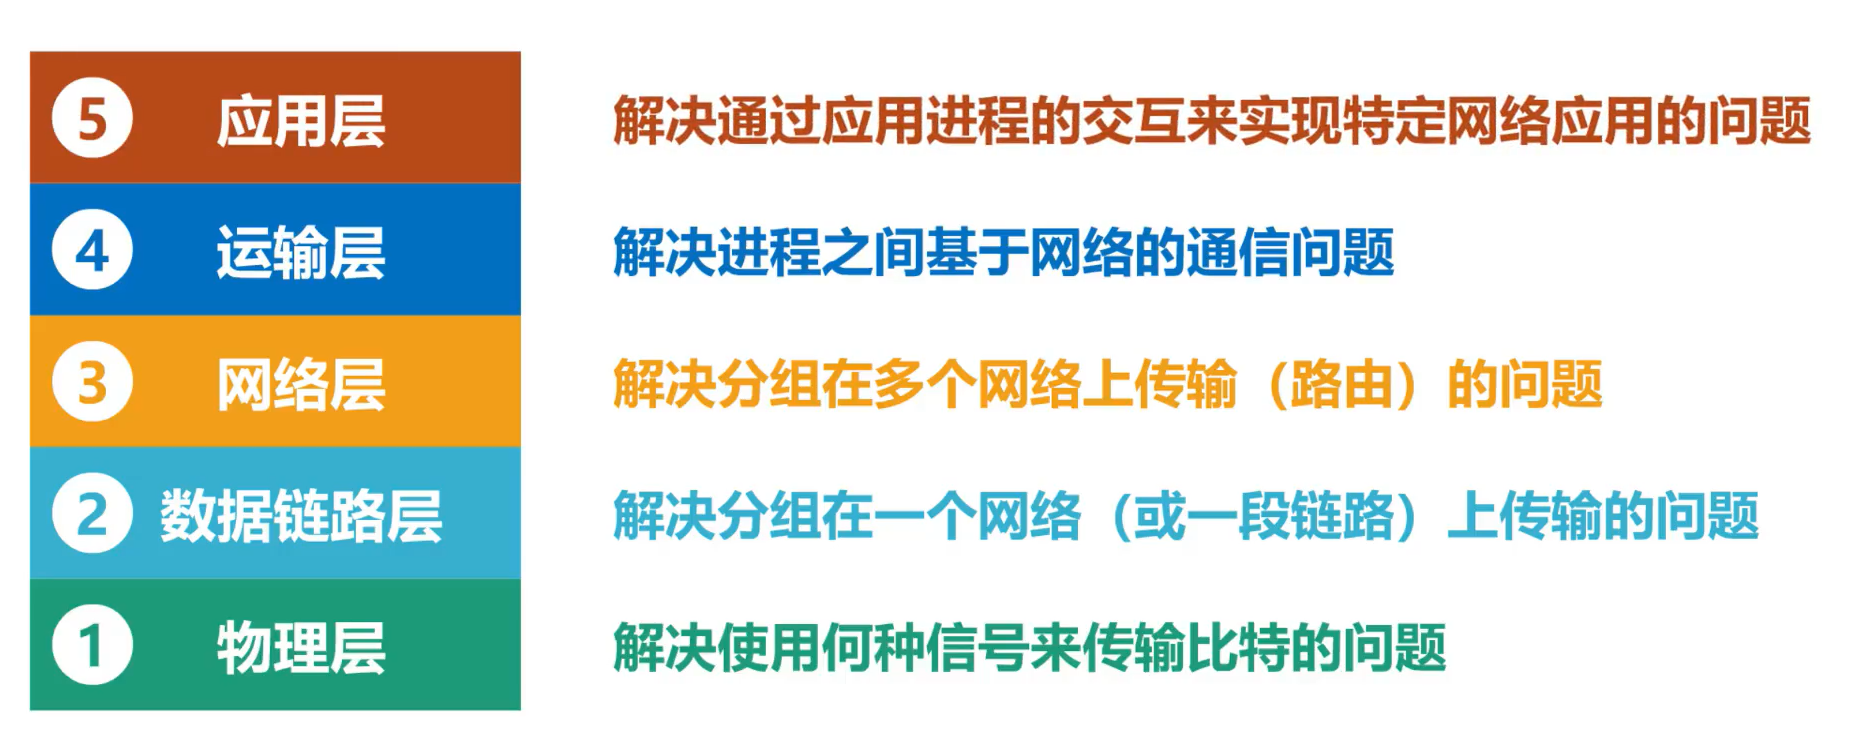 5 应用层 解决通过应用进程的交互来实现特定网络应用的问题
4 运输层 解决进程之间基于网络的通信问题
3 网络层 解决分组在多个网络上传输（路由）的问题
2 数据链路层 解决分组在一个网络（或一段链路）上传输的问题
1 物理层 解决使用何种信号来传输比特的问题